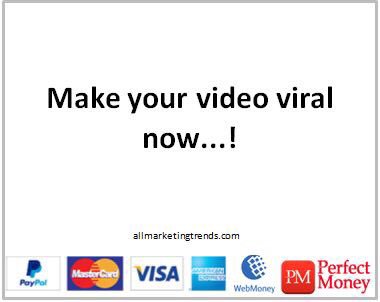 Make your video viral
now...!
allmarketingtrends.com
PayPal MasterCard VISA AMERICAN EXPRESS WebMoney PM Perfect Money